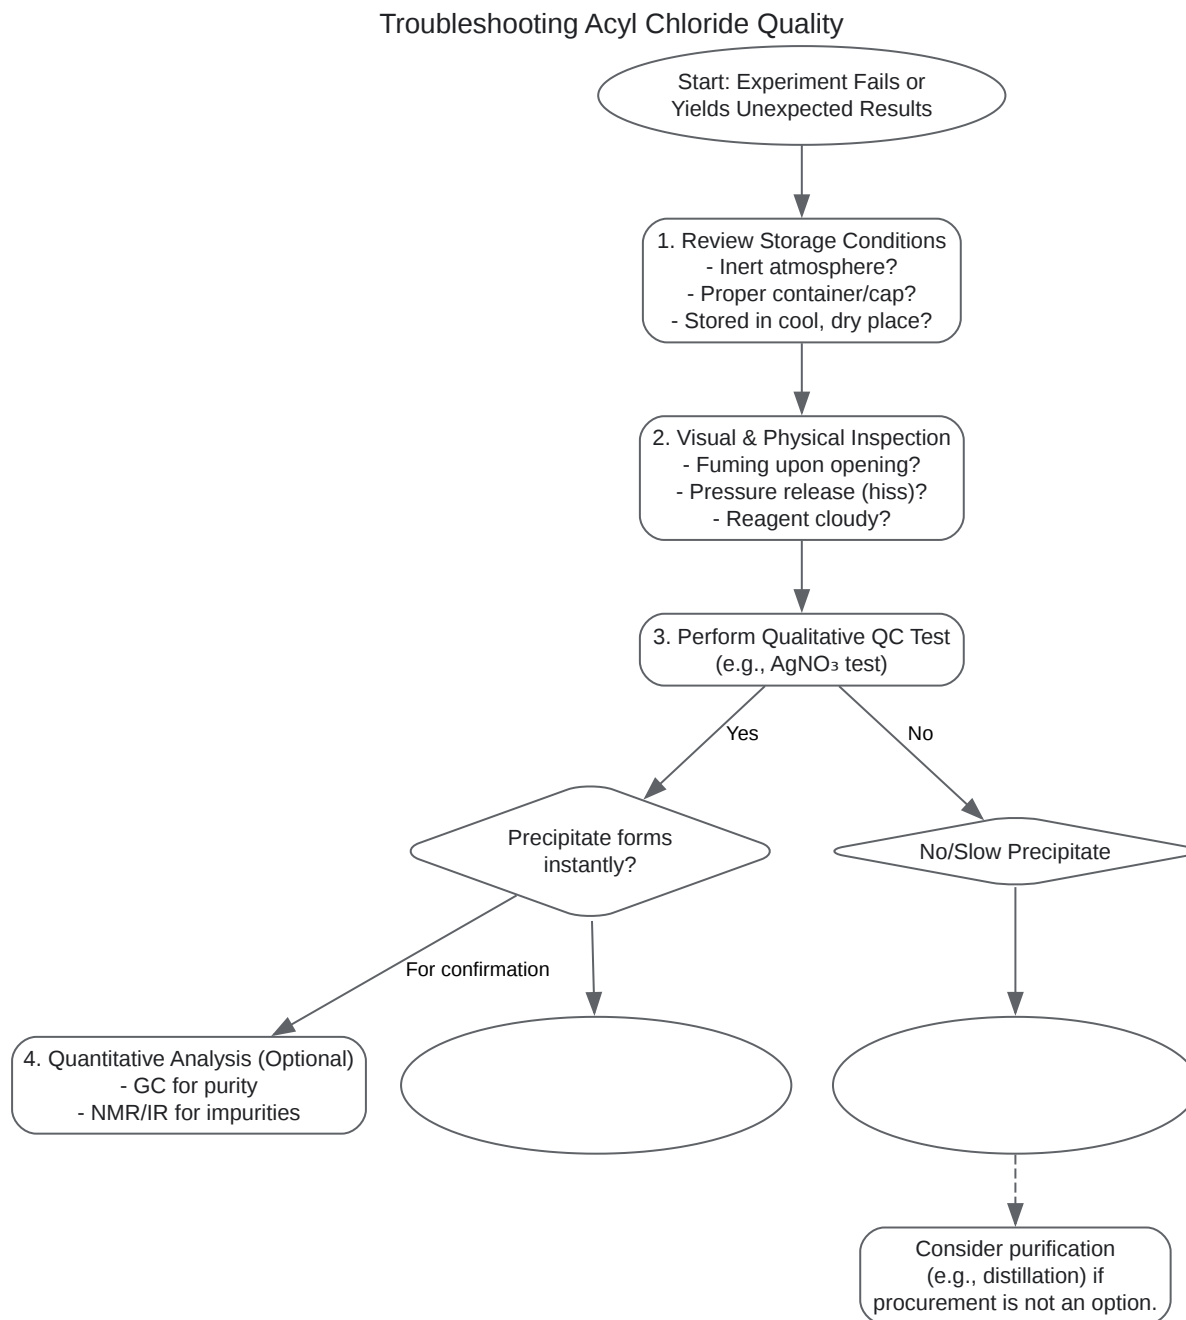 Troubleshooting Acyl Chloride Quality
Start: Experiment Fails or
Yields Unexpected Results
1. Review Storage Conditions
- Inert atmosphere?
- Proper container/cap?
- Stored in cool, dry place?
2. Visual & Physical Inspection
- Fuming upon opening?
- Pressure release (hiss)?
- Reagent cloudy?
3. Perform Qualitative QC Test
(e.g., AgNO₃ test)
Yes
No
Precipitate forms
instantly?
No/Slow Precipitate
For confirmation
4. Quantitative Analysis (Optional)
- GC for purity
- NMR/IR for impurities
Consider purification
(e.g., distillation) if
procurement is not an option.